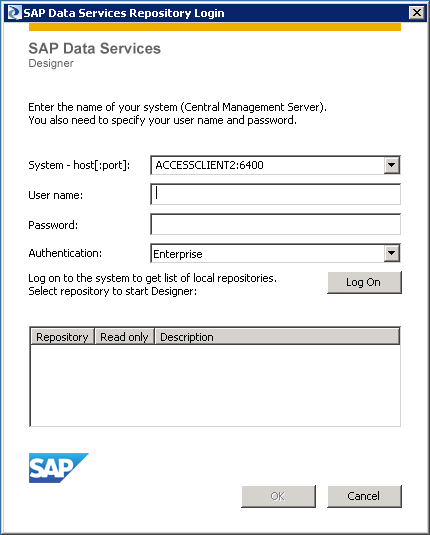 SAP Data Services Repository Login
SAP Data Services
Designer
Enter the name of your system (Central Management Server).
You also need to specify your user name and password.
System - host[:port]: ACCESSCLIENT2:6400
User name:
Password:
Authentication: Enterprise
Log on to the system to get list of local repositories.
Select repository to start Designer:
Log On
Repository Read only Description
SAP
OK Cancel